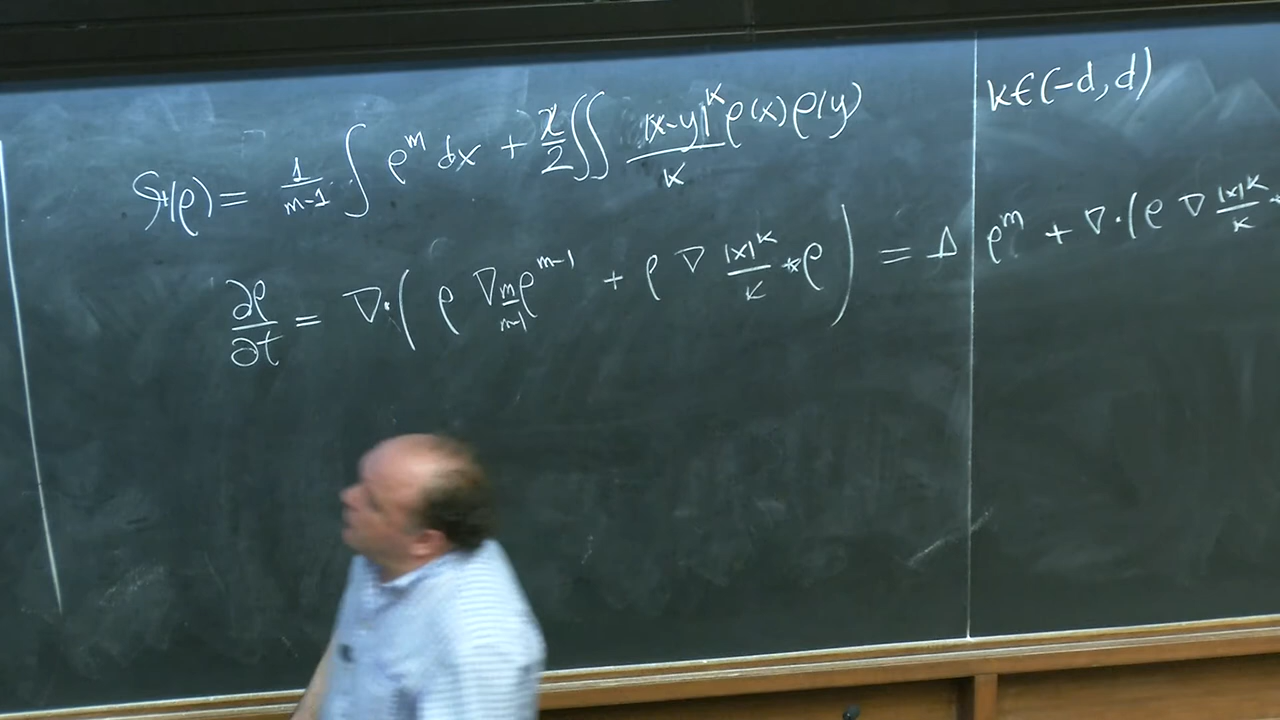 𝓕(ρ) = 1/(m-1) ∫ ρ^m dx + χ/2 ∬ |x-y|^k/k ρ(x)ρ(y)
k∈(-d,d)
∂ρ/∂t = ∇·( ρ ∇ m/(m-1) ρ^(m-1) + ρ ∇ |x|^k/k * ρ ) = Δ ρ^m + ∇·(ρ ∇ |x|^k/k *